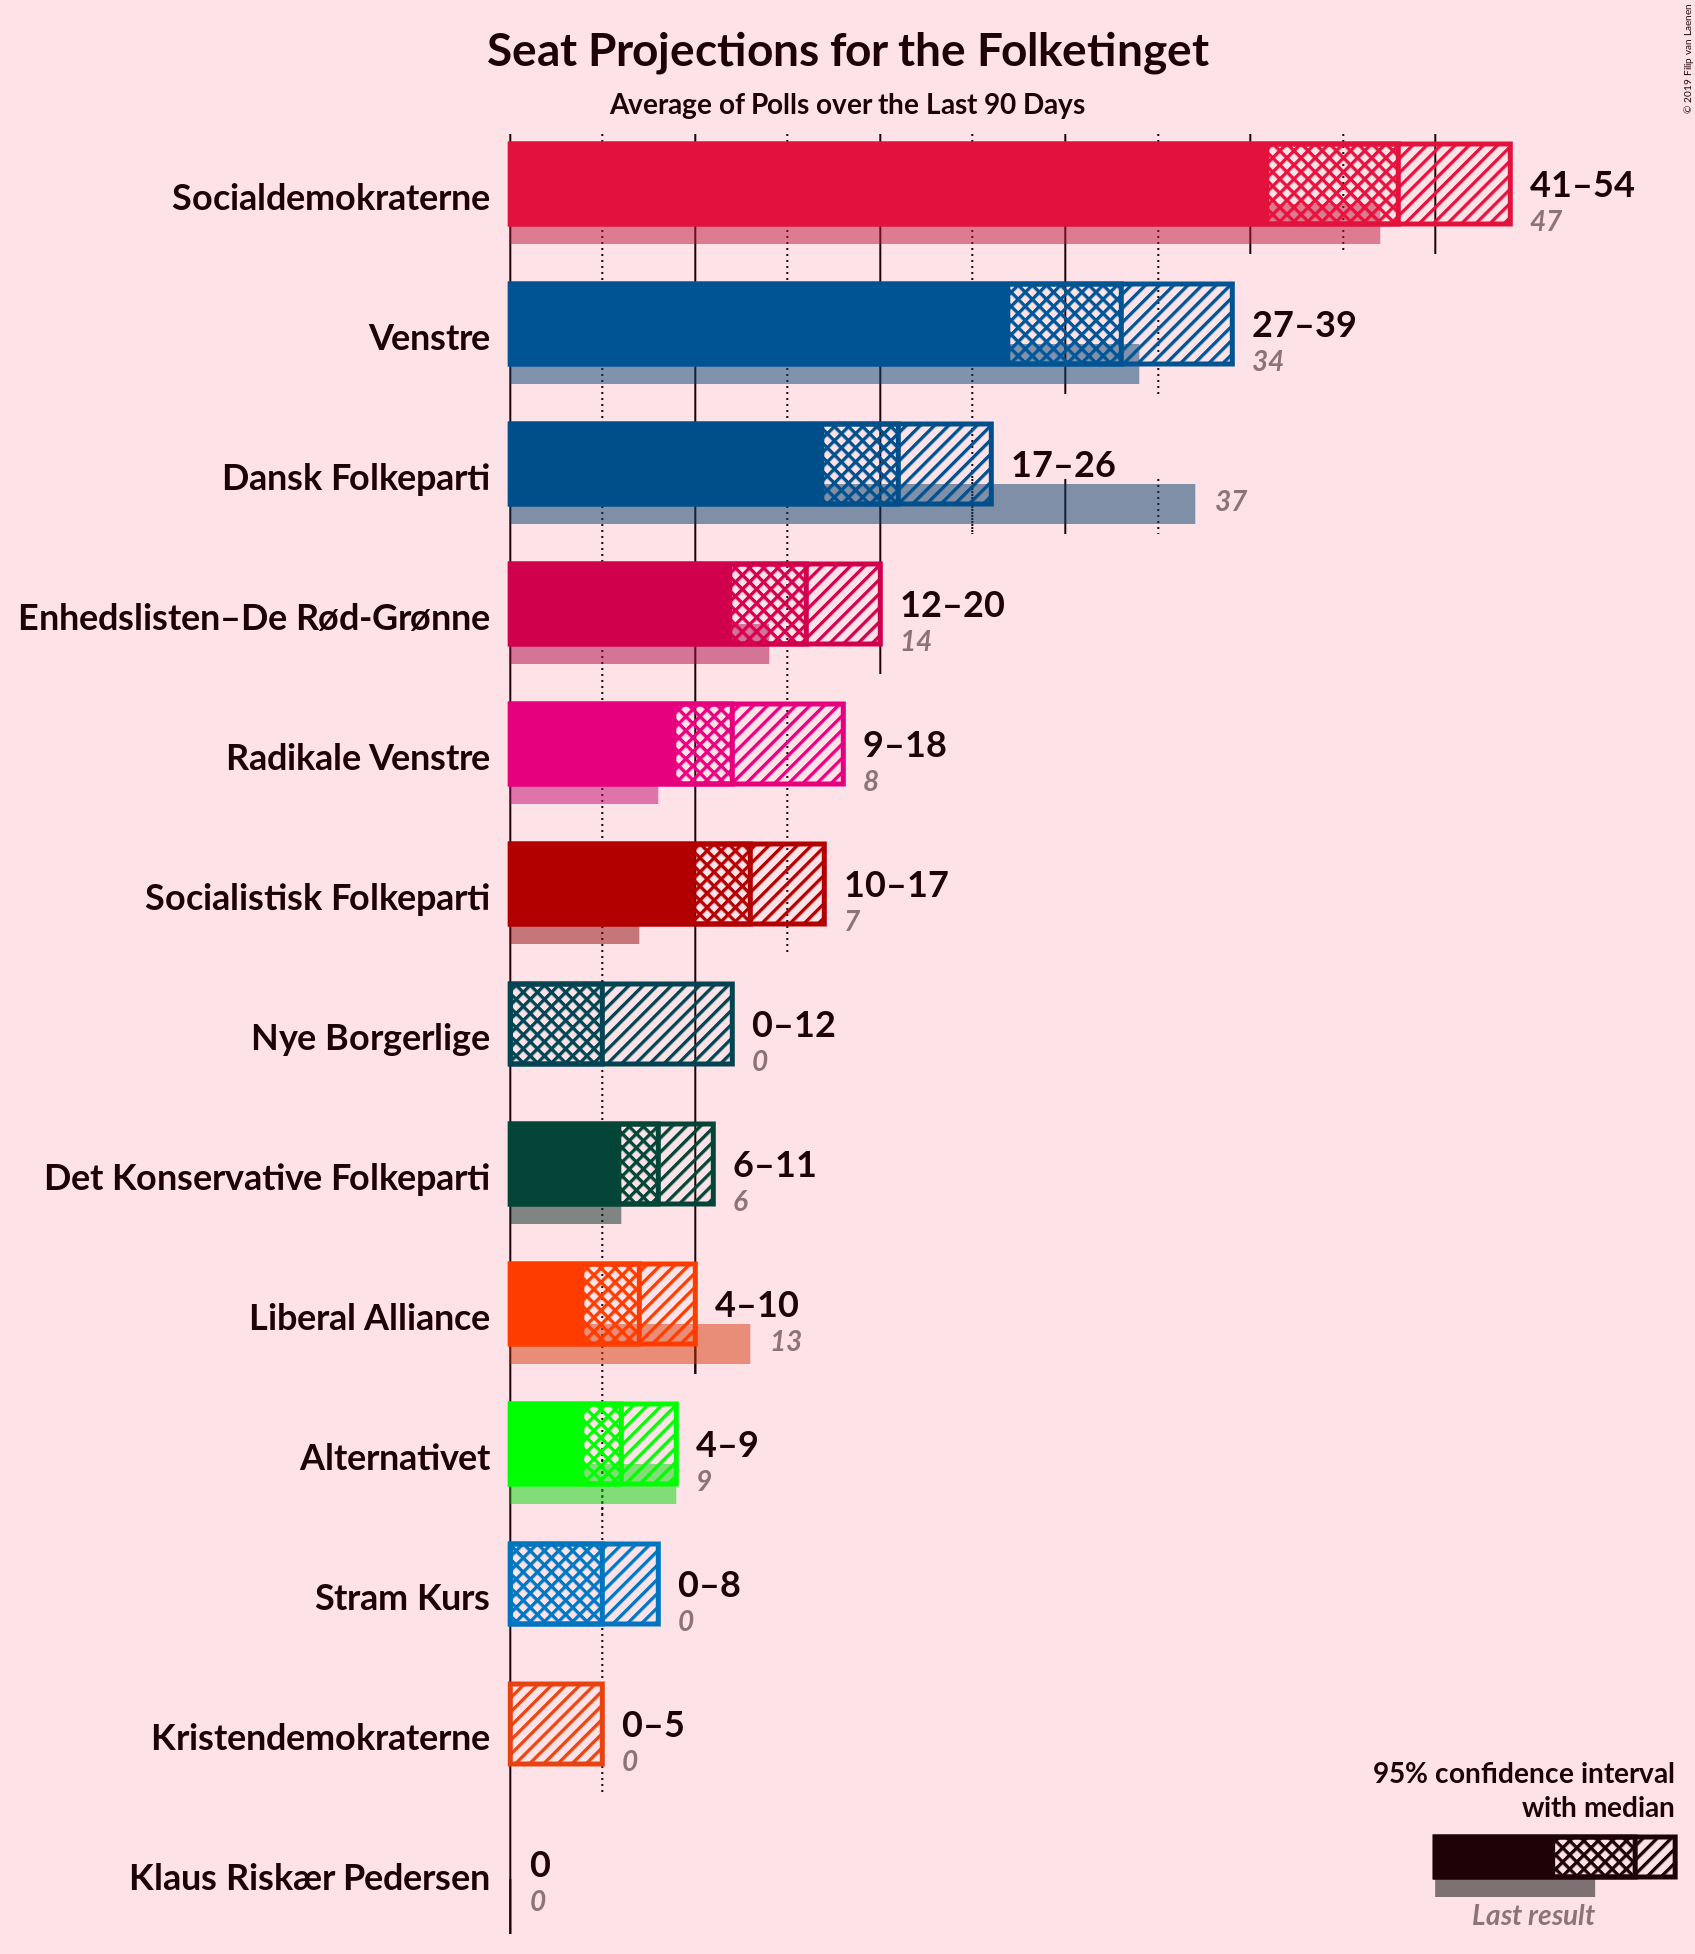 Seat Projections for the Folketinget
Average of Polls over the Last 90 Days
© 2019 Filip van Laenen
Socialdemokraterne
41–54
47
Venstre
27–39
34
Dansk Folkeparti
17–26
37
Enhedslisten–De Rød-Grønne
12–20
14
Radikale Venstre
9–18
8
Socialistisk Folkeparti
10–17
7
Nye Borgerlige
0–12
0
Det Konservative Folkeparti
6–11
6
Liberal Alliance
4–10
13
Alternativet
4–9
9
Stram Kurs
0–8
0
Kristendemokraterne
0–5
0
Klaus Riskær Pedersen
0
0
95% confidence interval
with median
Last result